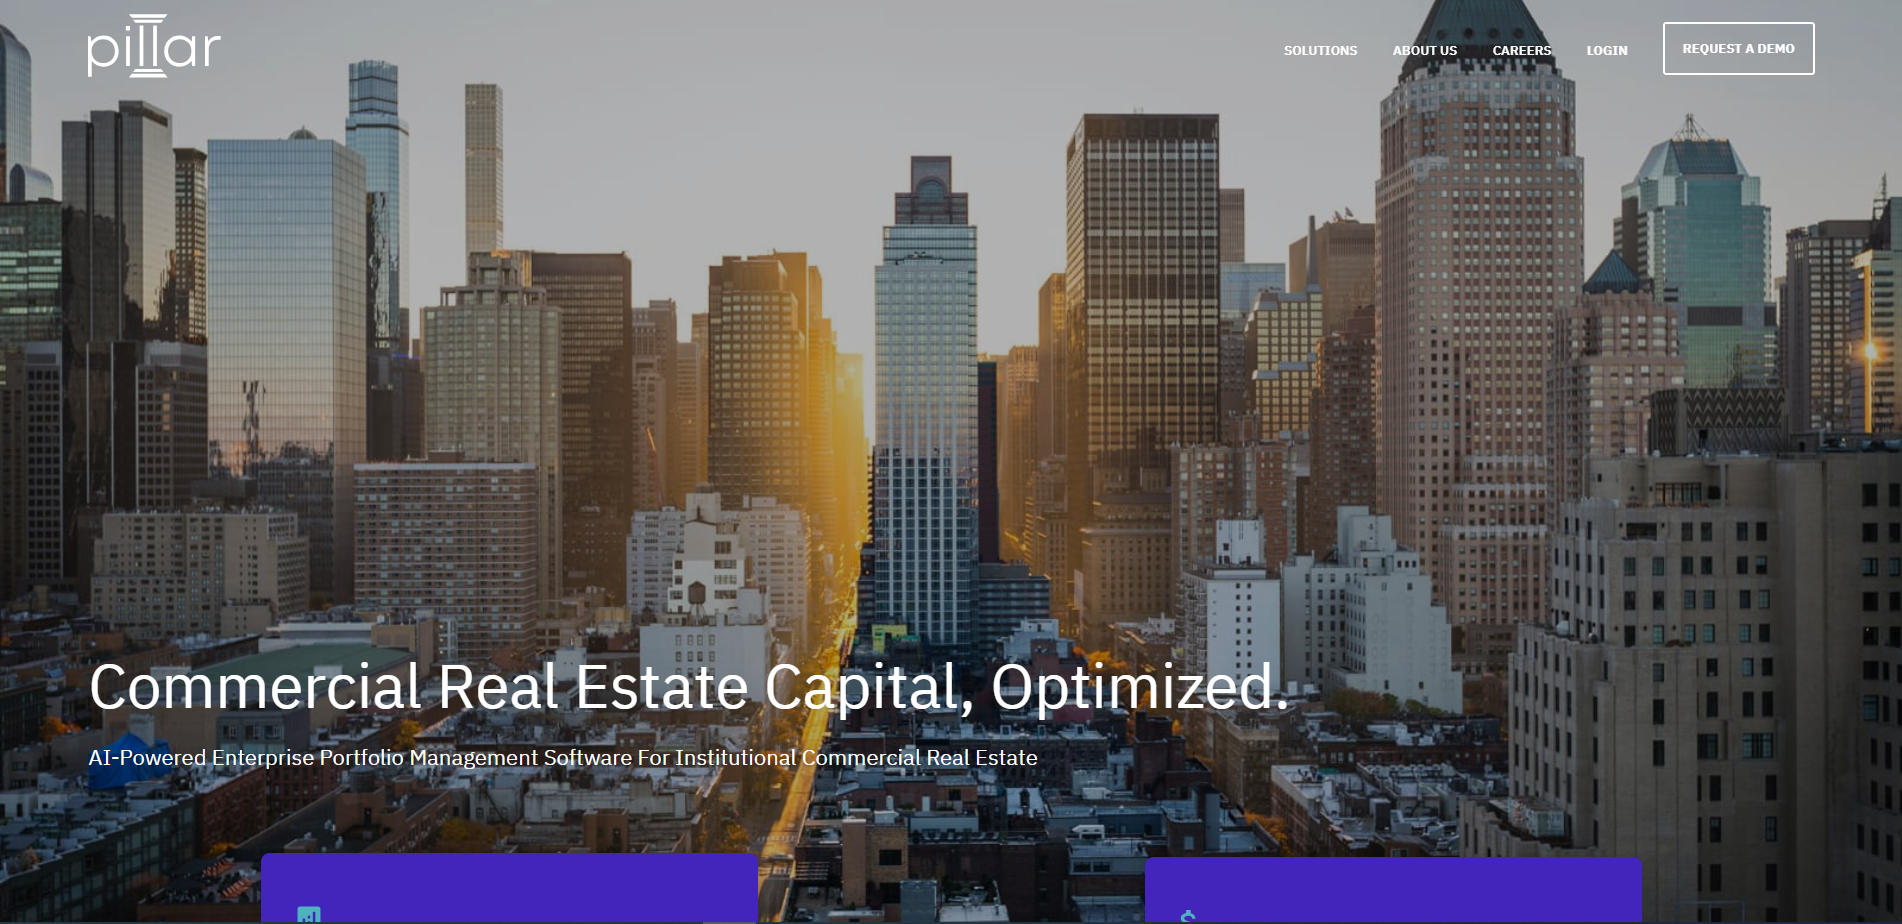 pillar
SOLUTIONS ABOUT US CAREERS LOGIN REQUEST A DEMO
Commercial Real Estate Capital, Optimized.
AI-Powered Enterprise Portfolio Management Software For Institutional Commercial Real Estate